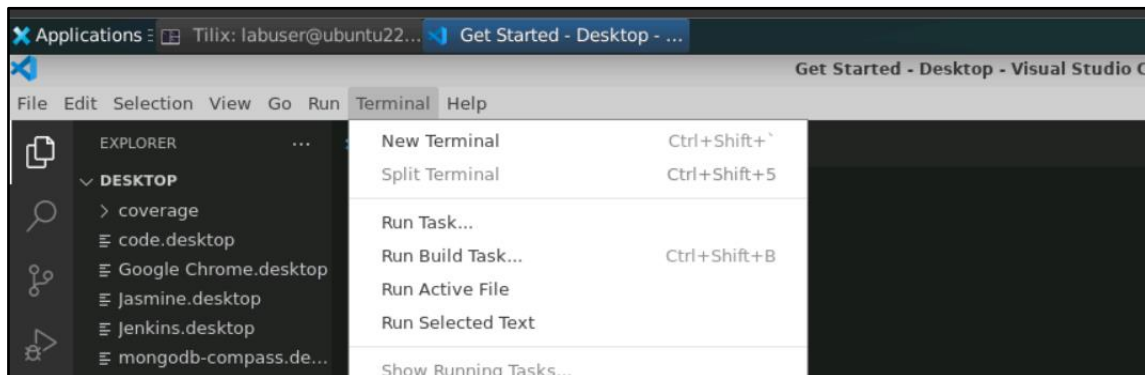 Applications Tilix: labuser@ubuntu22... Get Started - Desktop - ...
Get Started - Desktop - Visual Studio C
File Edit Selection View Go Run Terminal Help
EXPLORER ...
DESKTOP
coverage
code.desktop
Google Chrome.desktop
Jasmine.desktop
Jenkins.desktop
mongodb-compass.de...
New Terminal Ctrl+Shift+`
Split Terminal Ctrl+Shift+5
Run Task...
Run Build Task... Ctrl+Shift+B
Run Active File
Run Selected Text
Show Running Tasks...